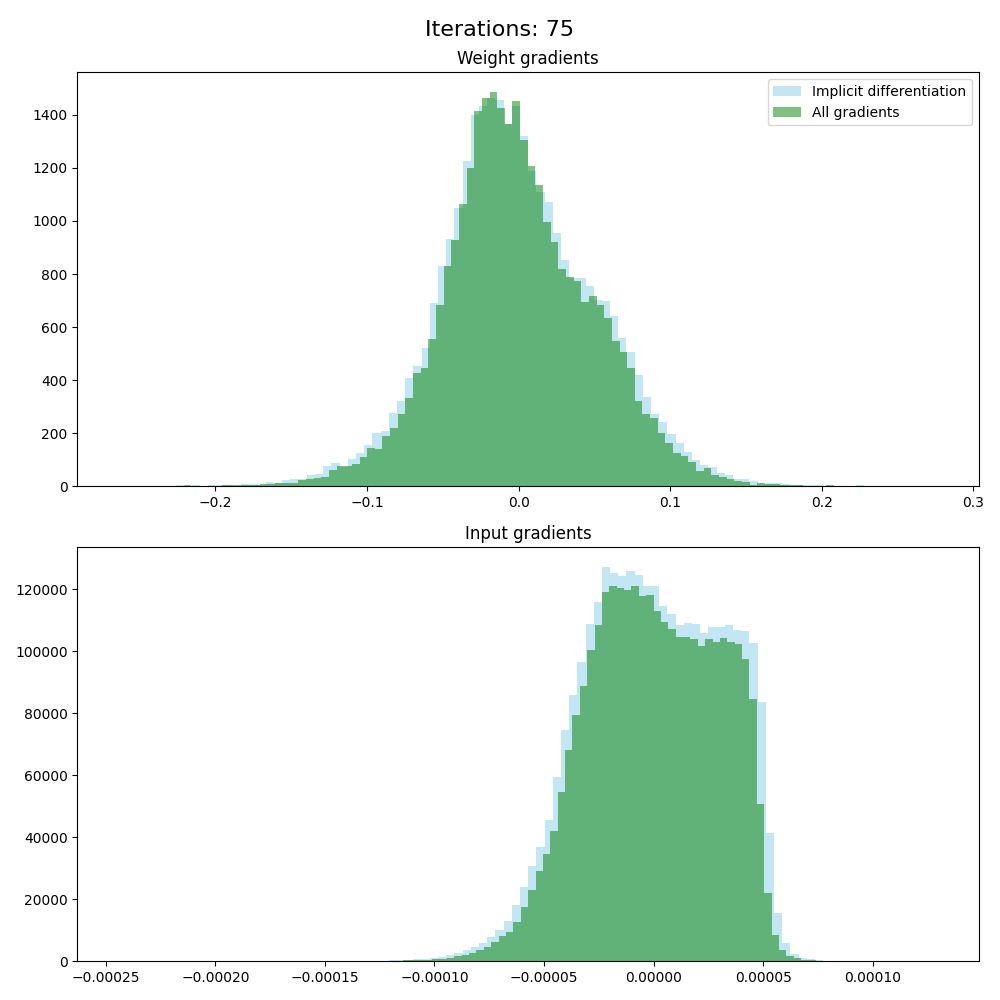 Iterations: 75
Weight gradients
Implicit differentiation
All gradients
1400
1200
1000
800
600
400
200
0
−0.2 −0.1 0.0 0.1 0.2 0.3
Input gradients
120000
100000
80000
60000
40000
20000
0
−0.00025 −0.00020 −0.00015 −0.00010 −0.00005 0.00000 0.00005 0.00010